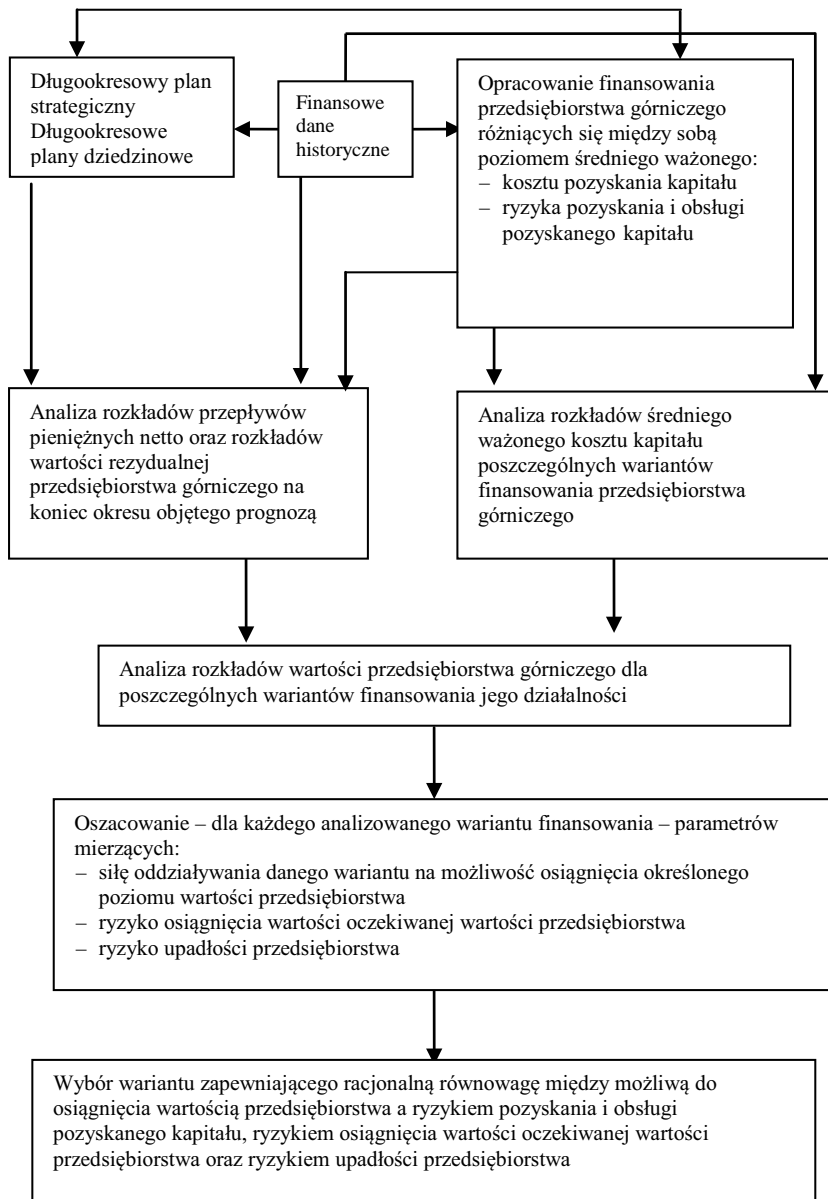 Długookresowy plan
strategiczny
Długookresowe
plany dziedzinowe
Finansowe
dane
historyczne
Opracowanie finansowania
przedsiębiorstwa górniczego
różniących się między sobą
poziomem średniego ważonego:
– kosztu pozyskania kapitału
– ryzyka pozyskania i obsługi
pozyskanego kapitału
Analiza rozkładów przepływów
pieniężnych netto oraz rozkładów
wartości rezydualnej
przedsiębiorstwa górniczego na
koniec okresu objętego prognozą
Analiza rozkładów średniego
ważonego kosztu kapitału
poszczególnych wariantów
finansowania przedsiębiorstwa
górniczego
Analiza rozkładów wartości przedsiębiorstwa górniczego dla
poszczególnych wariantów finansowania jego działalności
Oszacowanie – dla każdego analizowanego wariantu finansowania – parametrów
mierzących:
– siłę oddziaływania danego wariantu na możliwość osiągnięcia określonego
poziomu wartości przedsiębiorstwa
– ryzyko osiągnięcia wartości oczekiwanej wartości przedsiębiorstwa
– ryzyko upadłości przedsiębiorstwa
Wybór wariantu zapewniającego racjonalną równowagę między możliwą do
osiągnięcia wartością przedsiębiorstwa a ryzykiem pozyskania i obsługi
pozyskanego kapitału, ryzykiem osiągnięcia wartości oczekiwanej wartości
przedsiębiorstwa oraz ryzykiem upadłości przedsiębiorstwa